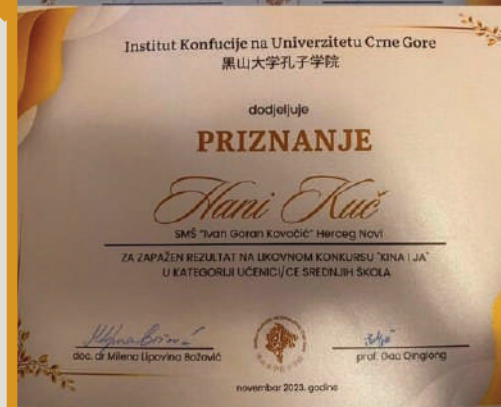 Institut Konfucije na Univerzitetu Crne Gore
黑山大学孔子学院
dodjeljuje
PRIZNANJE
Hani Kuč
SMŠ "Ivan Goran Kovačić" Herceg Novi
ZA ZAPAŽEN REZULTAT NA LIKOVNOM KONKURSU "KINA I JA"
U KATEGORIJI UČENICI/CE SREDNJIH ŠKOLA
doc. dr Milena Lipovina Božović
prof. Gao Qinglong
novembar 2023. godine